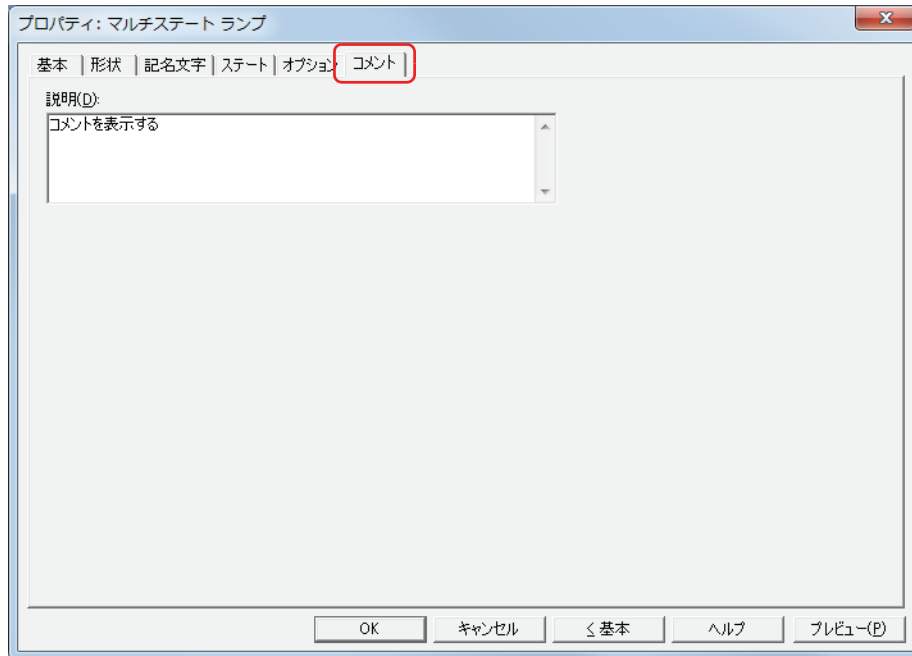 プロパティ: マルチステート ランプ
x
基本 形状 記名文字 ステート オプション コメント
説明(D):
コメントを表示する
OK キャンセル <基本 ヘルプ プレビュー(P)